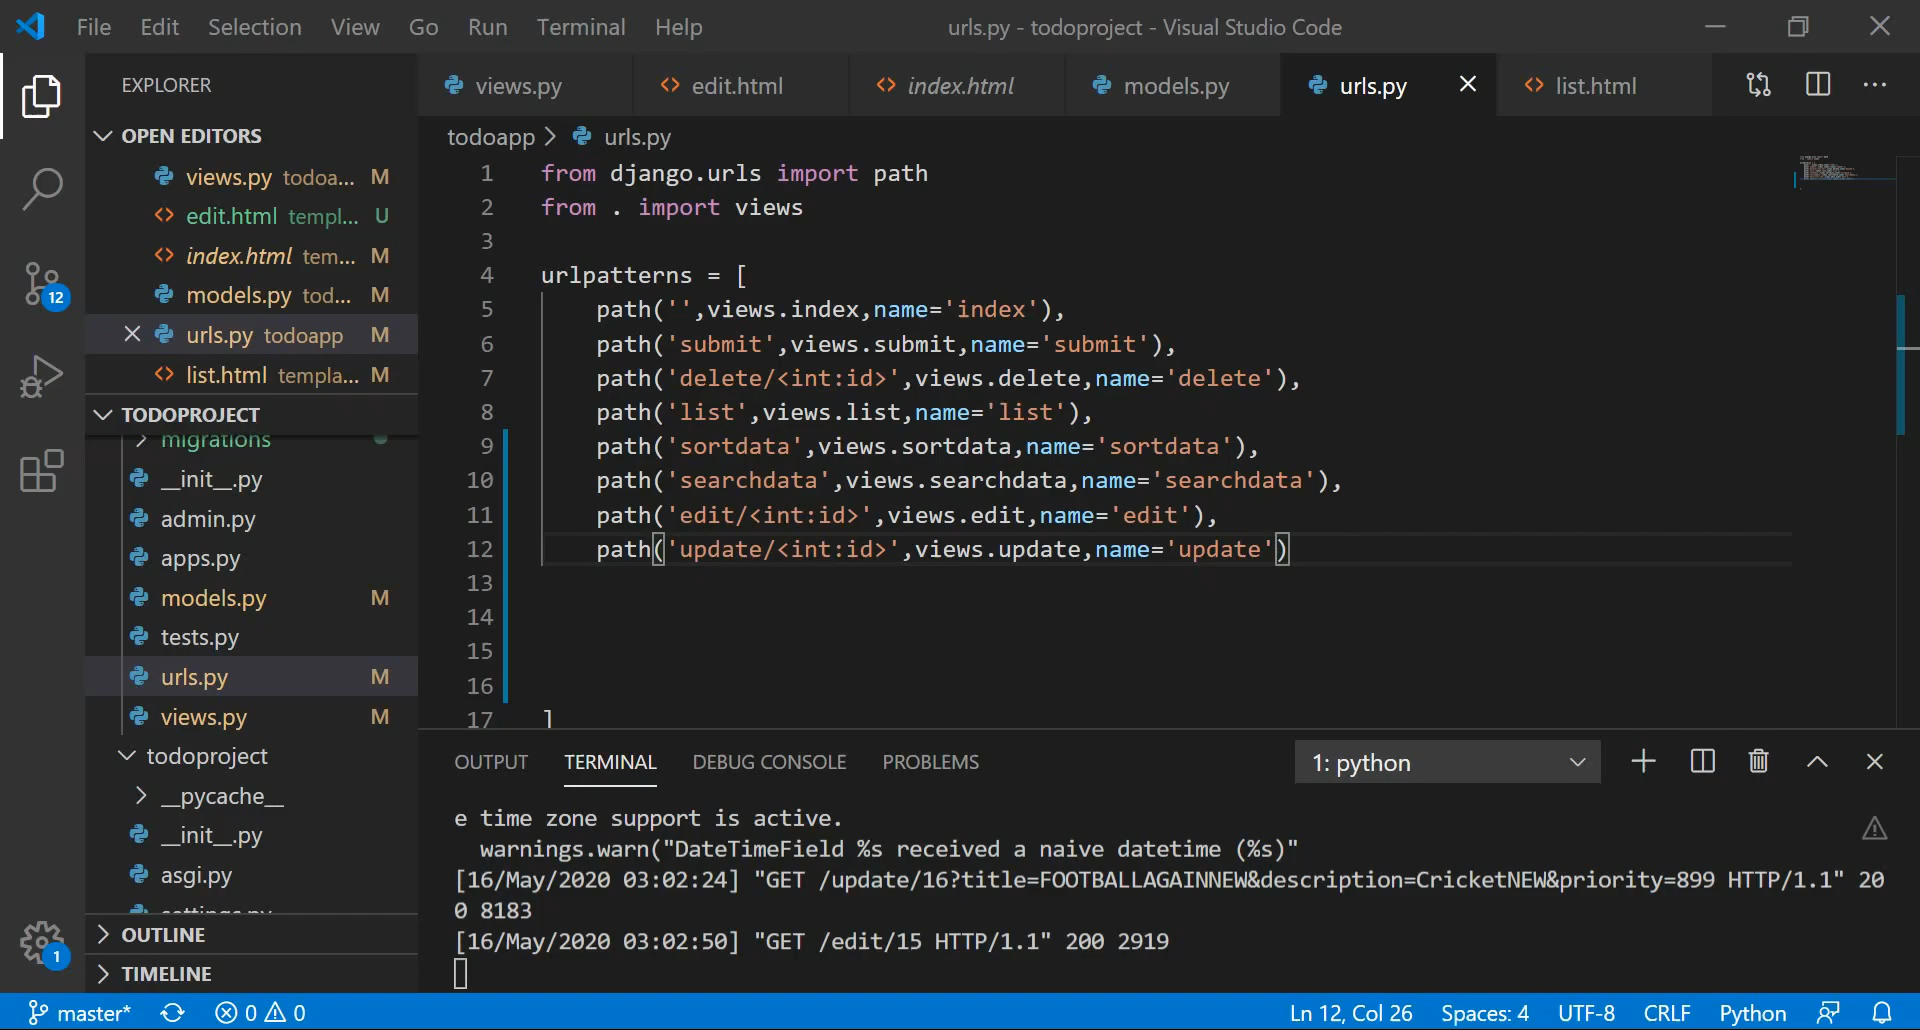 File Edit Selection View Go Run Terminal Help urls.py - todoproject - Visual Studio Code
EXPLORER
views.py edit.html index.html models.py urls.py list.html
OPEN EDITORS
todoapp > urls.py
views.py todoa... M
edit.html templ... U
index.html tem... M
models.py tod... M
urls.py todoapp M
list.html templa... M
TODOPROJECT
migrations
__init__.py
admin.py
apps.py
models.py M
tests.py
urls.py M
views.py M
todoproject
__pycache__
__init__.py
asgi.py
settings.py
OUTLINE
TIMELINE
12
1
1 from django.urls import path
2 from . import views
3
4 urlpatterns = [
5 path('',views.index,name='index'),
6 path('submit',views.submit,name='submit'),
7 path('delete/<int:id>',views.delete,name='delete'),
8 path('list',views.list,name='list'),
9 path('sortdata',views.sortdata,name='sortdata'),
10 path('searchdata',views.searchdata,name='searchdata'),
11 path('edit/<int:id>',views.edit,name='edit'),
12 path('update/<int:id>',views.update,name='update')
13
14
15
16
17 ]
OUTPUT TERMINAL DEBUG CONSOLE PROBLEMS 1: python
e time zone support is active.
warnings.warn("DateTimeField %s received a naive datetime (%s)"
[16/May/2020 03:02:24] "GET /update/16?title=FOOTBALLAGAINNEW&description=CricketNEW&priority=899 HTTP/1.1" 20
0 8183
[16/May/2020 03:02:50] "GET /edit/15 HTTP/1.1" 200 2919
master* 0 0 Ln 12, Col 26 Spaces: 4 UTF-8 CRLF Python